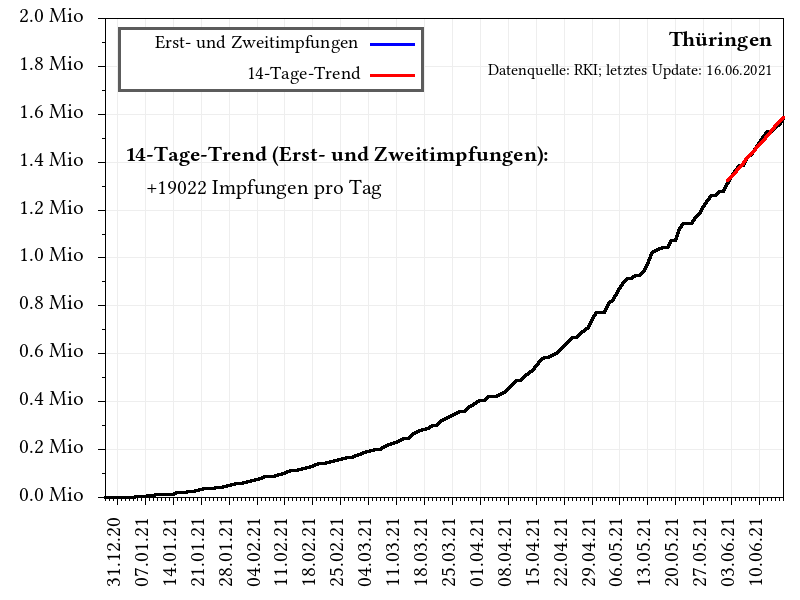 2.0 Mio
1.8 Mio
1.6 Mio
1.4 Mio
1.2 Mio
1.0 Mio
0.8 Mio
0.6 Mio
0.4 Mio
0.2 Mio
0.0 Mio
Erst- und Zweitimpfungen
14-Tage-Trend
Thüringen
Datenquelle: RKI; letztes Update: 16.06.2021
14-Tage-Trend (Erst- und Zweitimpfungen):
+19022 Impfungen pro Tag
31.12.20
07.01.21
14.01.21
21.01.21
28.01.21
04.02.21
11.02.21
18.02.21
25.02.21
04.03.21
11.03.21
18.03.21
25.03.21
01.04.21
08.04.21
15.04.21
22.04.21
29.04.21
06.05.21
13.05.21
20.05.21
27.05.21
03.06.21
10.06.21